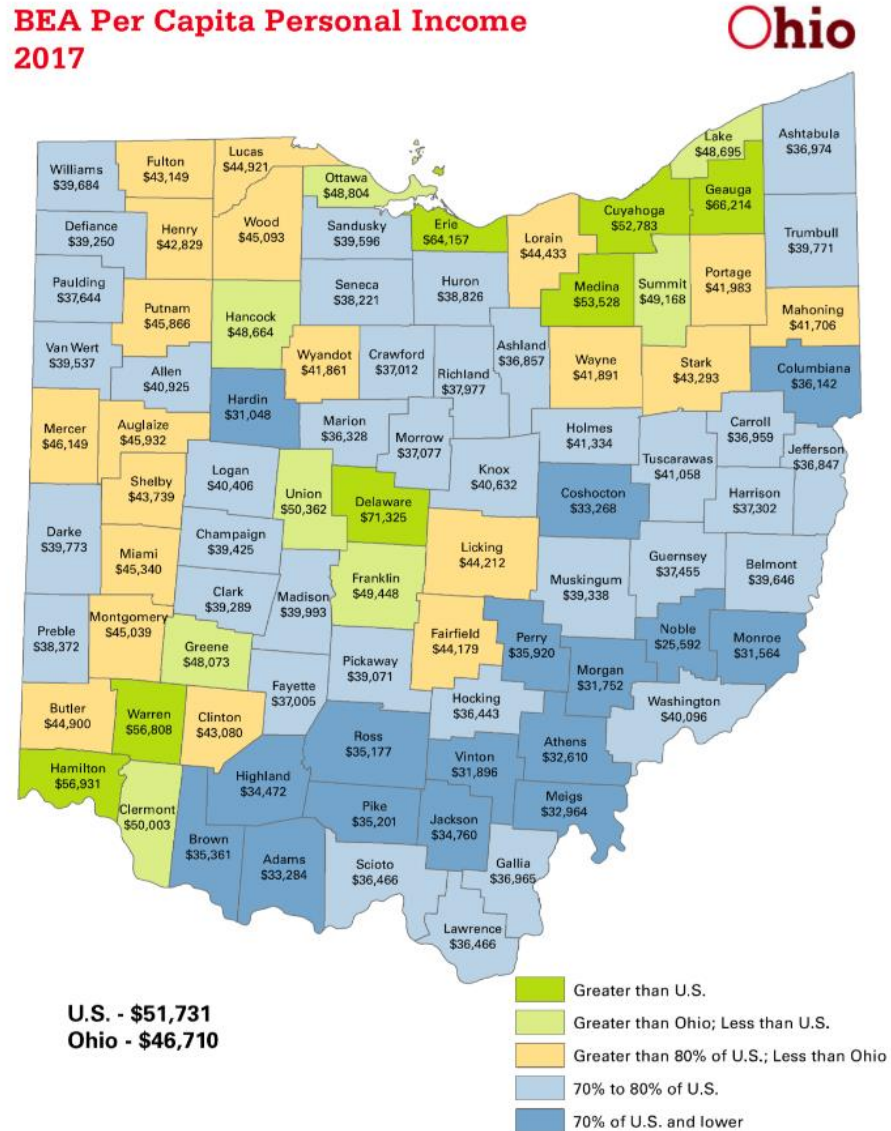 BEA Per Capita Personal Income
2017
Ohio
Williams
$39,684
Fulton
$43,149
Lucas
$44,921
Ottawa
$48,804
Lake
$48,695
Ashtabula
$36,974
Geauga
$66,214
Cuyahoga
$52,783
Defiance
$39,250
Henry
$42,829
Wood
$45,093
Sandusky
$39,596
Erie
$64,157
Lorain
$44,433
Trumbull
$39,771
Paulding
$37,644
Seneca
$38,221
Huron
$38,826
Medina
$53,528
Summit
$49,168
Portage
$41,983
Putnam
$45,866
Hancock
$48,664
Mahoning
$41,706
Van Wert
$39,537
Allen
$40,925
Wyandot
$41,861
Crawford
$37,012
Richland
$37,977
Ashland
$36,857
Wayne
$41,891
Stark
$43,293
Columbiana
$36,142
Hardin
$31,048
Mercer
$46,149
Auglaize
$45,932
Marion
$36,328
Morrow
$37,077
Holmes
$41,334
Carroll
$36,959
Jefferson
$36,847
Tuscarawas
$41,058
Shelby
$43,739
Logan
$40,406
Union
$50,362
Delaware
$71,325
Knox
$40,632
Coshocton
$33,268
Harrison
$37,302
Darke
$39,773
Champaign
$39,425
Miami
$45,340
Licking
$44,212
Muskingum
$39,338
Guernsey
$37,455
Belmont
$39,646
Clark
$39,289
Madison
$39,993
Franklin
$49,448
Preble
$38,372
Montgomery
$45,039
Greene
$48,073
Fairfield
$44,179
Perry
$35,920
Noble
$25,592
Monroe
$31,564
Morgan
$31,752
Pickaway
$39,071
Fayette
$37,005
Hocking
$36,443
Washington
$40,096
Butler
$44,900
Warren
$56,808
Clinton
$43,080
Ross
$35,177
Vinton
$31,896
Athens
$32,610
Hamilton
$56,931
Clermont
$50,003
Highland
$34,472
Pike
$35,201
Jackson
$34,760
Meigs
$32,964
Brown
$35,361
Adams
$33,284
Scioto
$36,466
Gallia
$36,965
Lawrence
$36,466
U.S. - $51,731
Ohio - $46,710
Greater than U.S.
Greater than Ohio; Less than U.S.
Greater than 80% of U.S.; Less than Ohio
70% to 80% of U.S.
70% of U.S. and lower